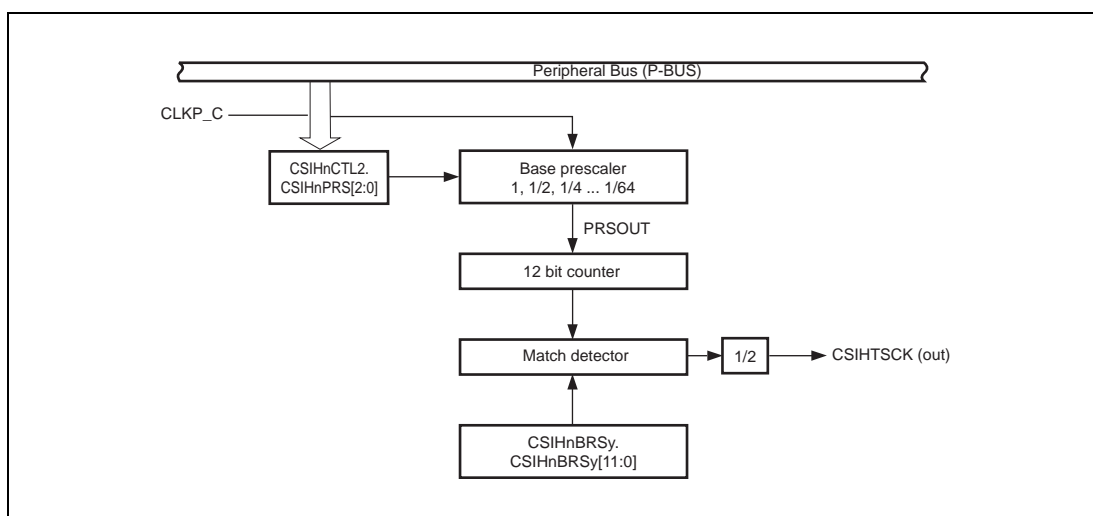 Peripheral Bus (P-BUS)
CLKP_C
CSIHnCTL2.
CSIHnPRS[2:0]
Base prescaler
1, 1/2, 1/4 ... 1/64
PRSOUT
12 bit counter
Match detector
1/2
CSIHTSCK (out)
CSIHnBRSy.
CSIHnBRSy[11:0]